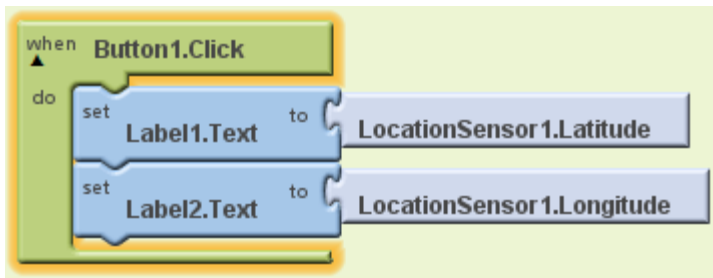 when Button1.Click
do
set Label1.Text to LocationSensor1.Latitude
set Label2.Text to LocationSensor1.Longitude